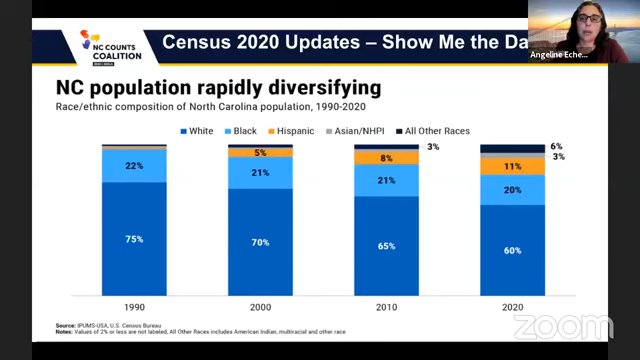 NC COUNTS
COALITION
Census 2020 Updates – Show Me the Da
Angeline Eche...
NC population rapidly diversifying
Race/ethnic composition of North Carolina population, 1990-2020
White Black Hispanic Asian/NHPI All Other Races
3% 6%
5% 8% 3%
22% 21% 21% 11%
20%
75% 70% 65% 60%
1990 2000 2010 2020
Source: IPUMS-USA, U.S. Census Bureau
Notes: Values of 2% or less are not labeled, All Other Races includes American Indian, multiracial and other race
zoom